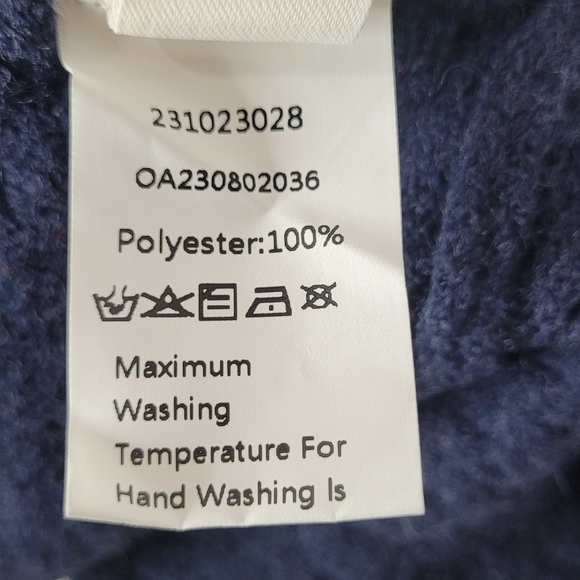 231023028
OA230802036
Polyester:100%
Maximum
Washing
Temperature For
Hand Washing Is